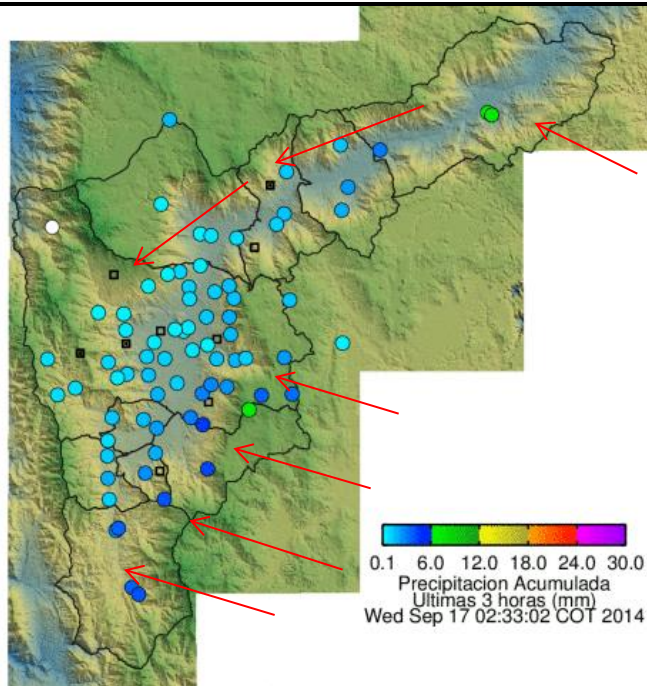 0.1 6.0 12.0 18.0 24.0 30.0
Precipitacion Acumulada
Ultimas 3 horas (mm)
Wed Sep 17 02:33:02 COT 2014